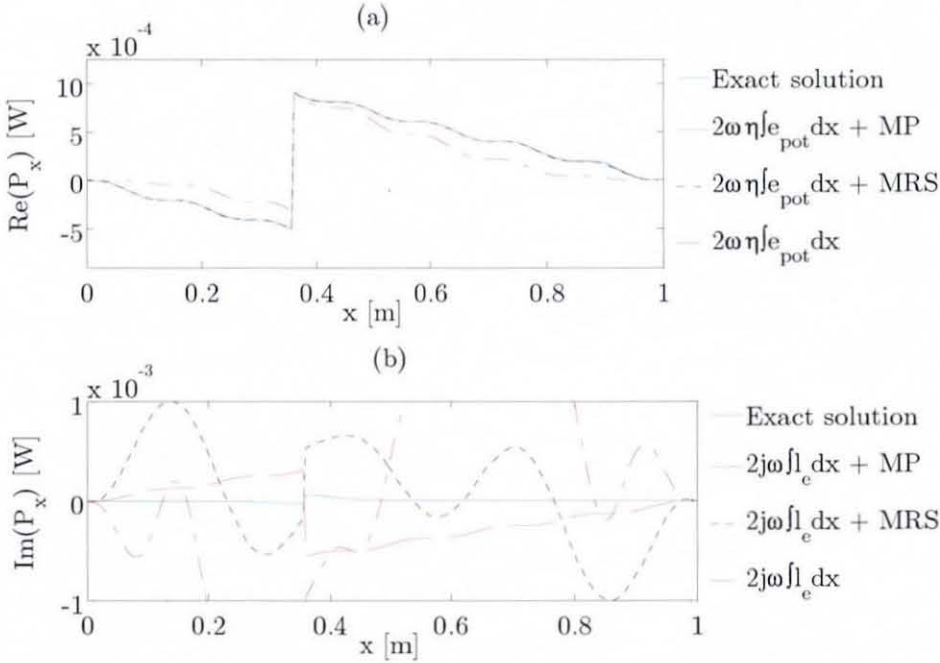 (a)
x 10^-4
Re(P_x) [W]
10
5
0
-5
0 0.2 0.4 0.6 0.8 1
x [m]
Exact solution
2ωη∫e_pot dx + MP
2ωη∫e_pot dx + MRS
2ωη∫e_pot dx
(b)
x 10^-3
Im(P_x) [W]
1
0
-1
0 0.2 0.4 0.6 0.8 1
x [m]
Exact solution
2jω∫l_e dx + MP
2jω∫l_e dx + MRS
2jω∫l_e dx